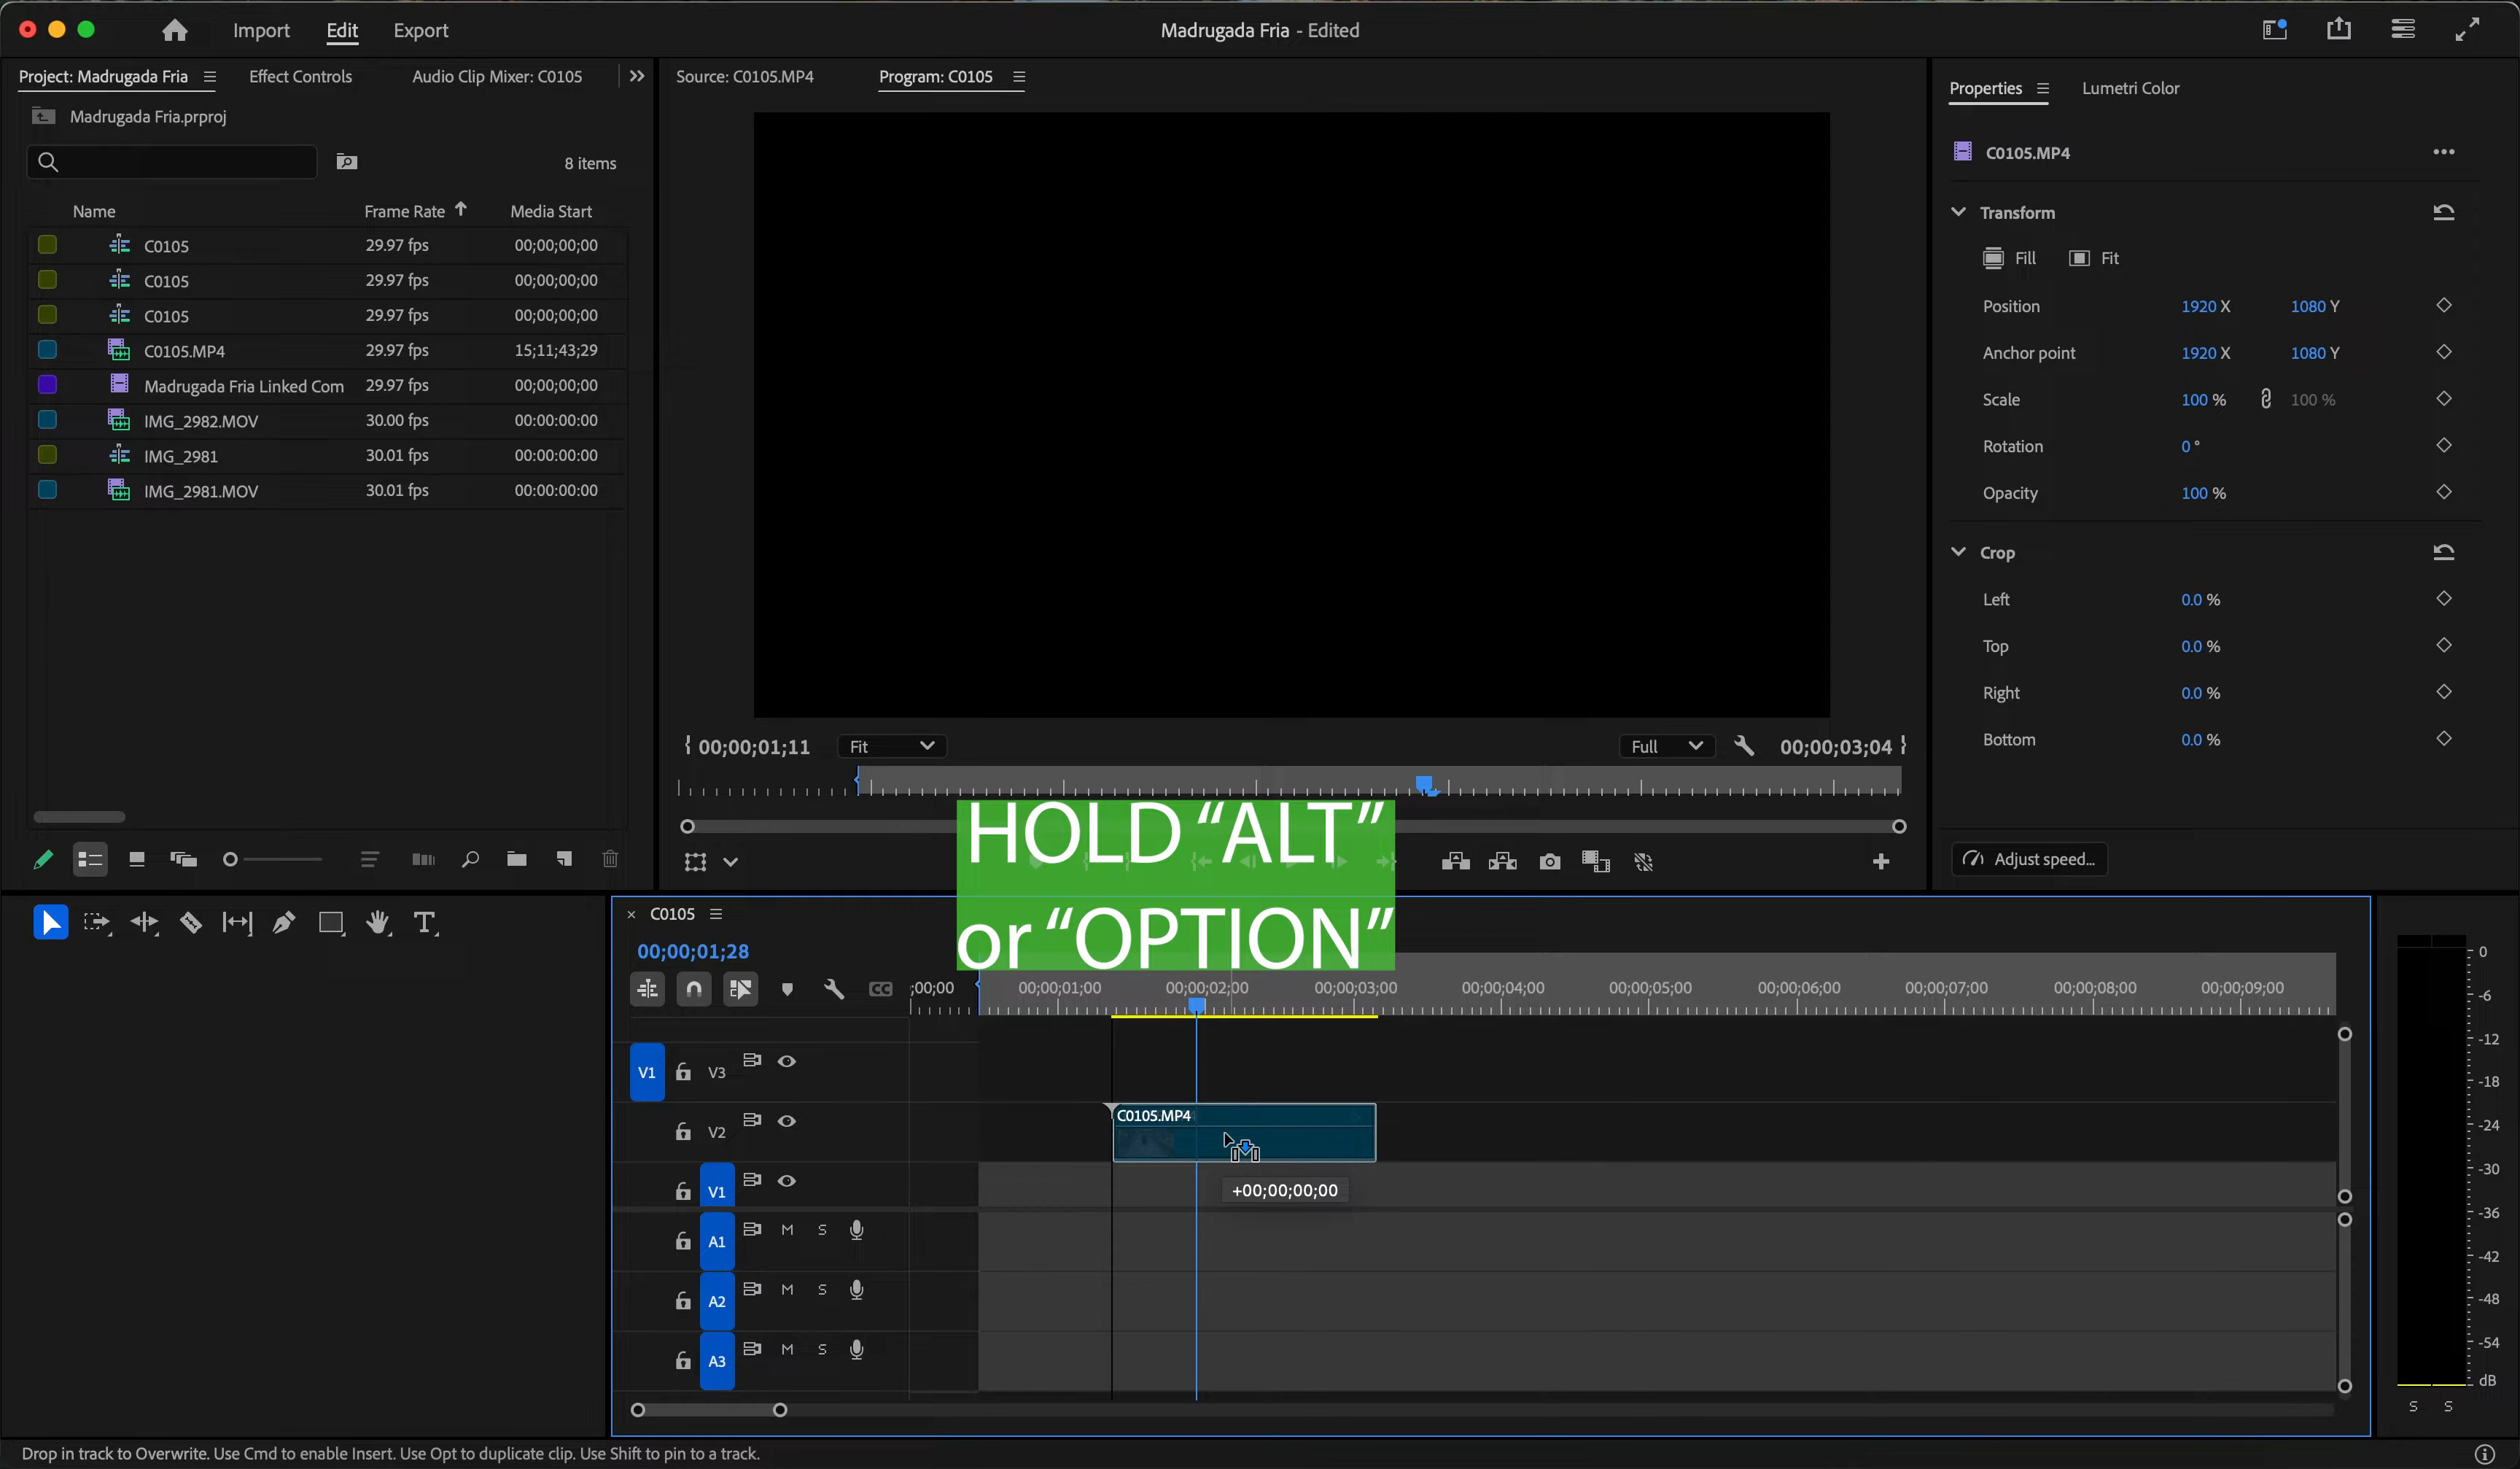 Import Edit Export
Madrugada Fria - Edited
Project: Madrugada Fria Effect Controls Audio Clip Mixer: C0105
Madrugada Fria.prproj
8 items
Name Frame Rate Media Start
C0105 29.97 fps 00;00;00;00
C0105 29.97 fps 00;00;00;00
C0105 29.97 fps 00;00;00;00
C0105.MP4 29.97 fps 15;11;43;29
Madrugada Fria Linked Com 29.97 fps 00;00;00;00
IMG_2982.MOV 30.00 fps 00:00:00:00
IMG_2981 30.01 fps 00:00:00:00
IMG_2981.MOV 30.01 fps 00:00:00:00
Source: C0105.MP4 Program: C0105
00;00;01;11 Fit Full 00;00;03;04
HOLD “ALT”
or “OPTION”
Properties Lumetri Color
C0105.MP4
Transform
Fill Fit
Position 1920 X 1080 Y
Anchor point 1920 X 1080 Y
Scale 100 % 100 %
Rotation 0 °
Opacity 100 %
Crop
Left 0.0 %
Top 0.0 %
Right 0.0 %
Bottom 0.0 %
Adjust speed...
T
× C0105
00;00;01;28
CC
;00;00 00;00;01;00 00;00;02;00 00;00;03;00 00;00;04;00 00;00;05;00 00;00;06;00 00;00;07;00 00;00;08;00 00;00;09;00
V1 V3
C0105.MP4
V2
V1
+00;00;00;00
A1 M S
A2 M S
A3 M S
0
-6
-12
-18
-24
-30
-36
-42
-48
-54
dB
S S
Drop in track to Overwrite. Use Cmd to enable Insert. Use Opt to duplicate clip. Use Shift to pin to a track.